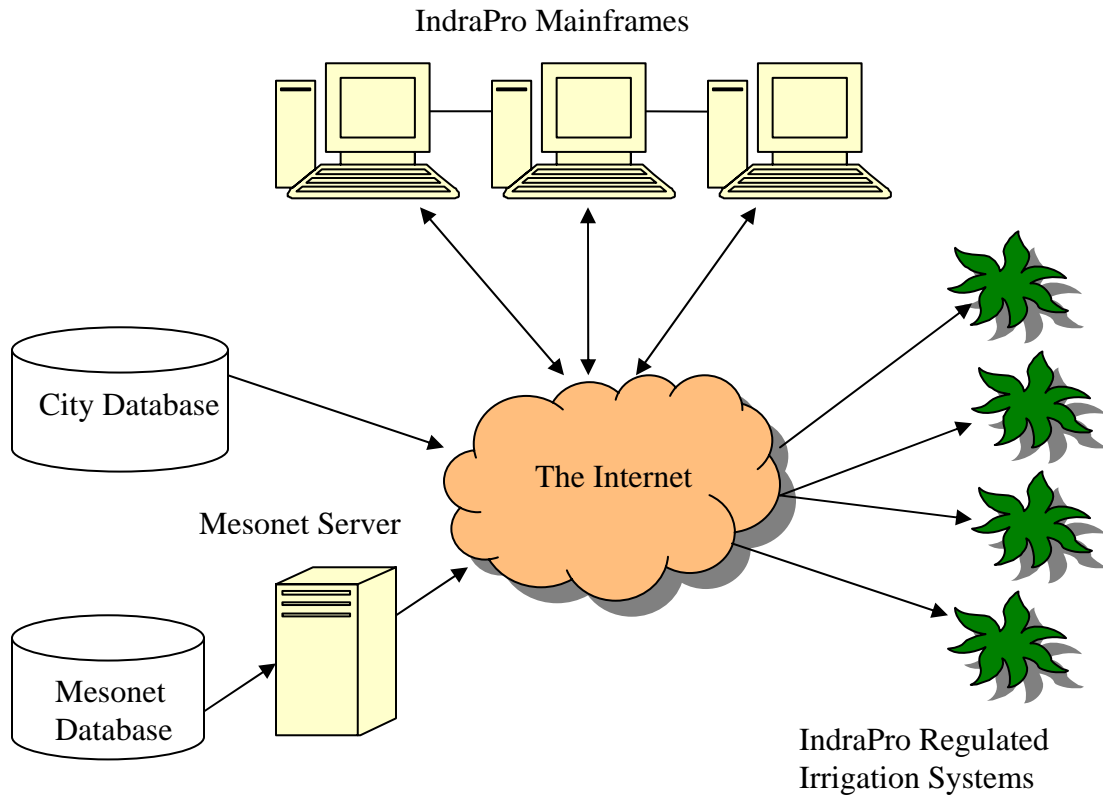 IndraPro Mainframes
City Database
The Internet
Mesonet Server
Mesonet
Database
IndraPro Regulated
Irrigation Systems